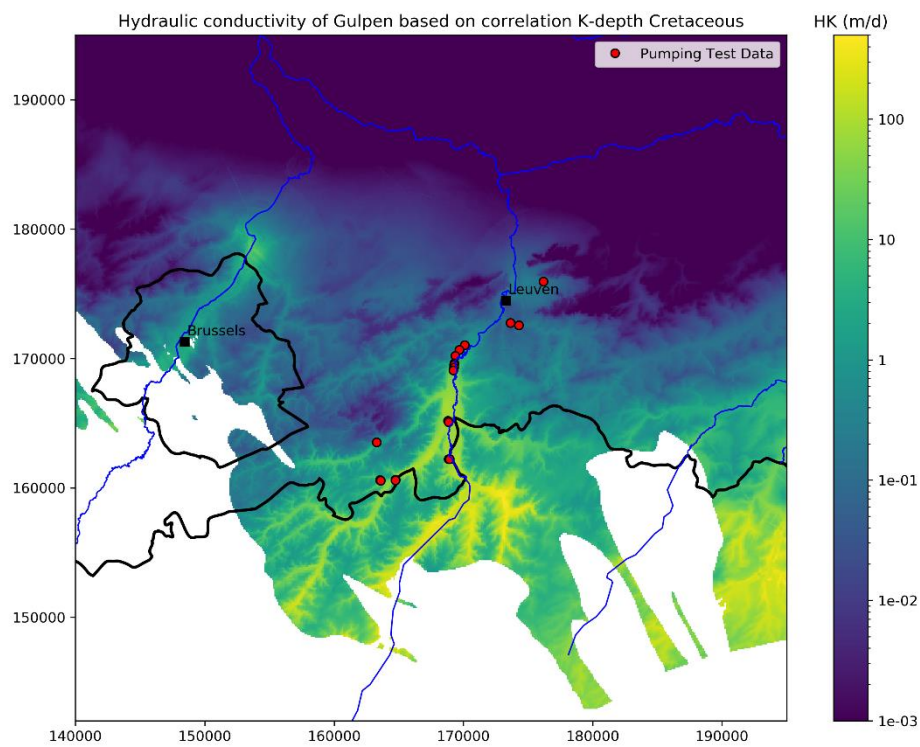 Hydraulic conductivity of Gulpen based on correlation K-depth Cretaceous
HK (m/d)
Pumping Test Data
190000
180000
170000
160000
150000
140000
150000
160000
170000
180000
190000
Leuven
Brussels
100
10
1
1e-01
1e-02
1e-03